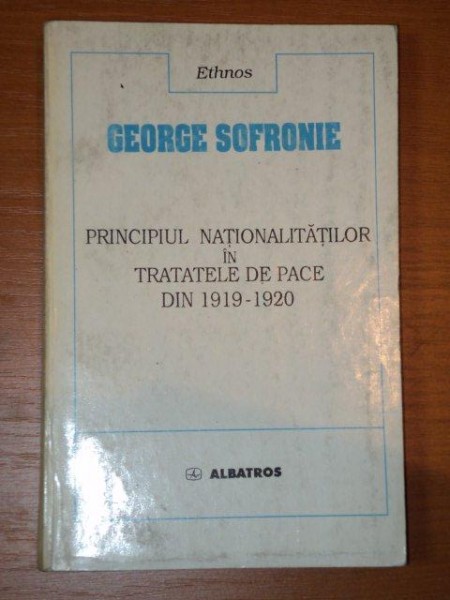 Ethnos
GEORGE SOFRONIE
PRINCIPIUL NAȚIONALITĂȚILOR
ÎN
TRATATELE DE PACE
DIN 1919-1920
ALBATROS